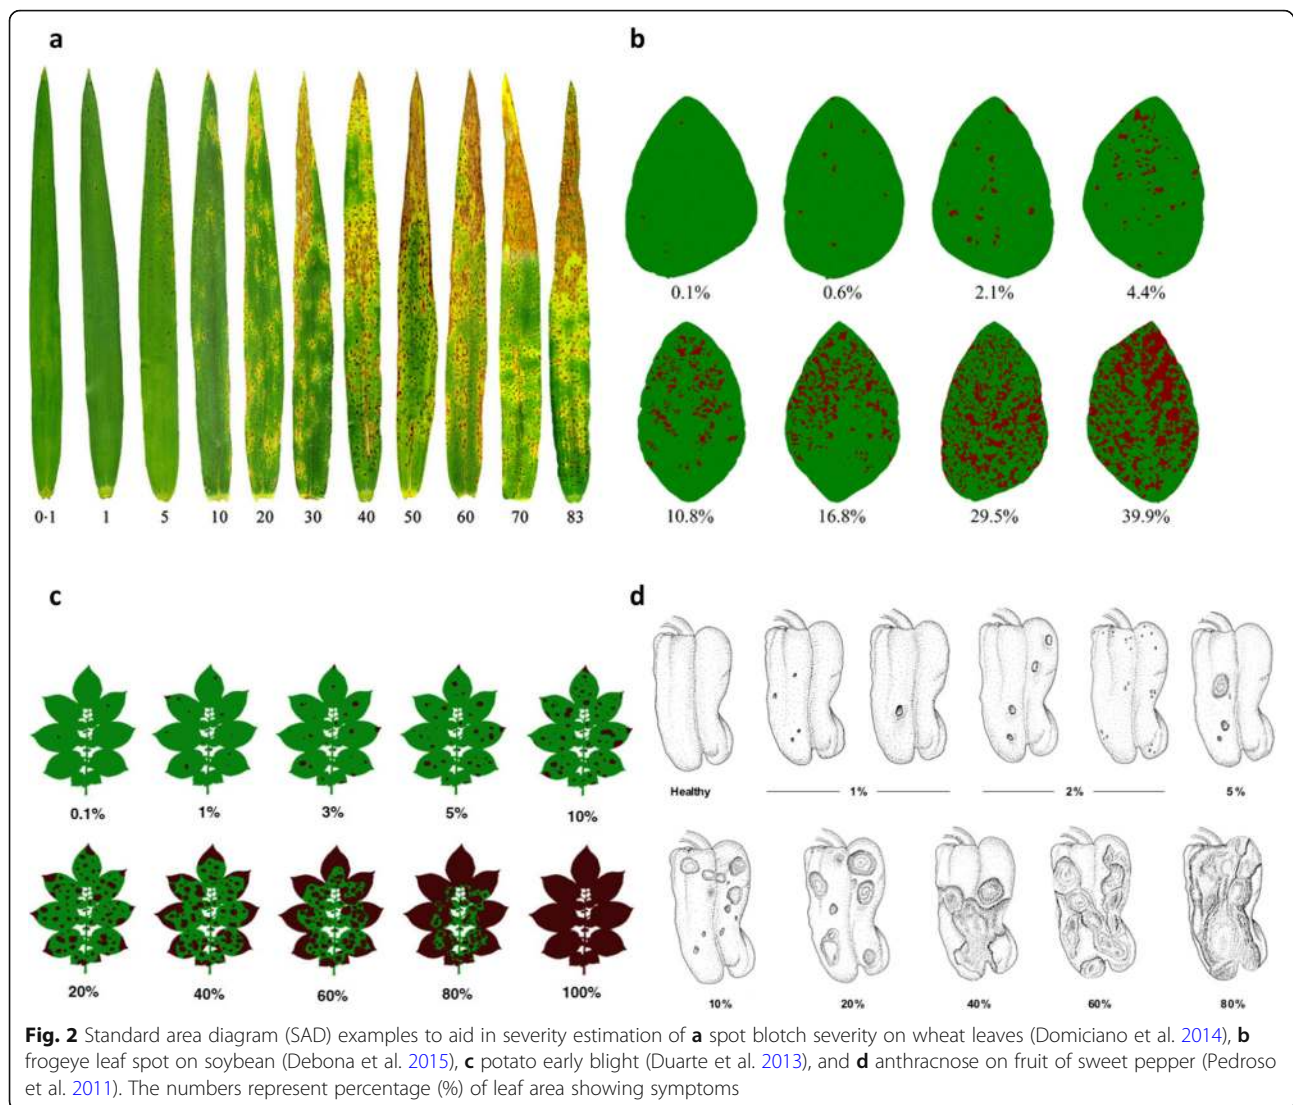 a
0·1 1 5 10 20 30 40 50 60 70 83
b
0.1% 0.6% 2.1% 4.4%
10.8% 16.8% 29.5% 39.9%
c
0.1% 1% 3% 5% 10%
20% 40% 60% 80% 100%
d
Healthy 1% 2% 5%
10% 20% 40% 60% 80%
Fig. 2 Standard area diagram (SAD) examples to aid in severity estimation of a spot blotch severity on wheat leaves (Domiciano et al. 2014), b
frogeye leaf spot on soybean (Debona et al. 2015), c potato early blight (Duarte et al. 2013), and d anthracnose on fruit of sweet pepper (Pedroso
et al. 2011). The numbers represent percentage (%) of leaf area showing symptoms